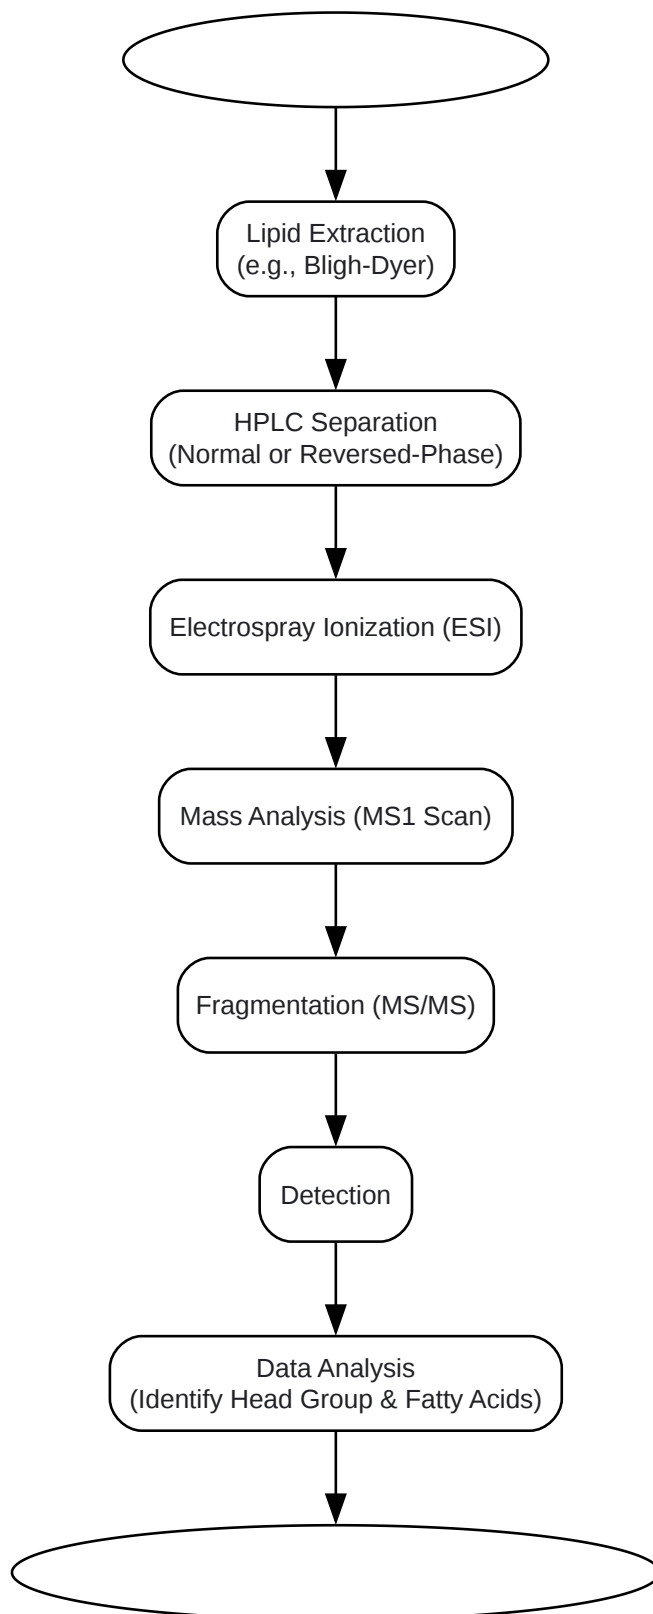 Lipid Extraction
(e.g., Bligh-Dyer)
HPLC Separation
(Normal or Reversed-Phase)
Electrospray Ionization (ESI)
Mass Analysis (MS1 Scan)
Fragmentation (MS/MS)
Detection
Data Analysis
(Identify Head Group & Fatty Acids)